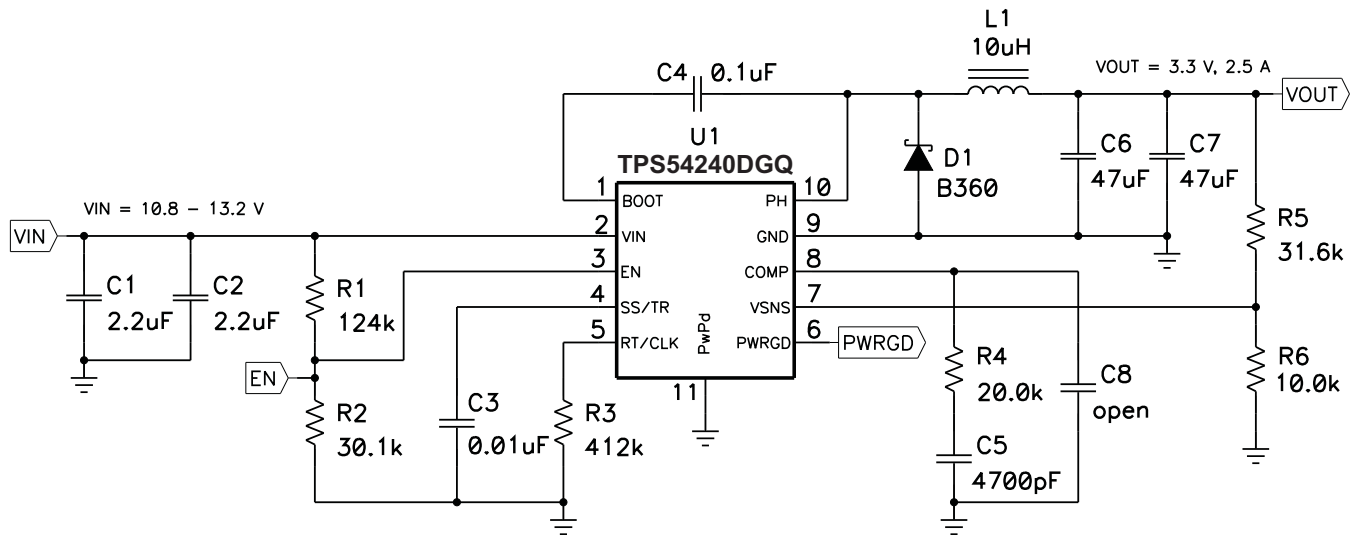 L1
10uH
VOUT = 3.3 V, 2.5 A
C4 0.1uF
VOUT
U1
TPS54240DGQ
D1
B360
C6
47uF
C7
47uF
1 BOOT
PH 10
VIN = 10.8 – 13.2 V
VIN
2 VIN
GND 9
R5
31.6k
3 EN
COMP 8
C1
2.2uF
C2
2.2uF
R1
124k
4 SS/TR
VSNS 7
5 RT/CLK
PwPd
PWRGD 6
PWRGD
EN
11
R4
20.0k
C8
open
R6
10.0k
R2
30.1k
C3
0.01uF
R3
412k
C5
4700pF